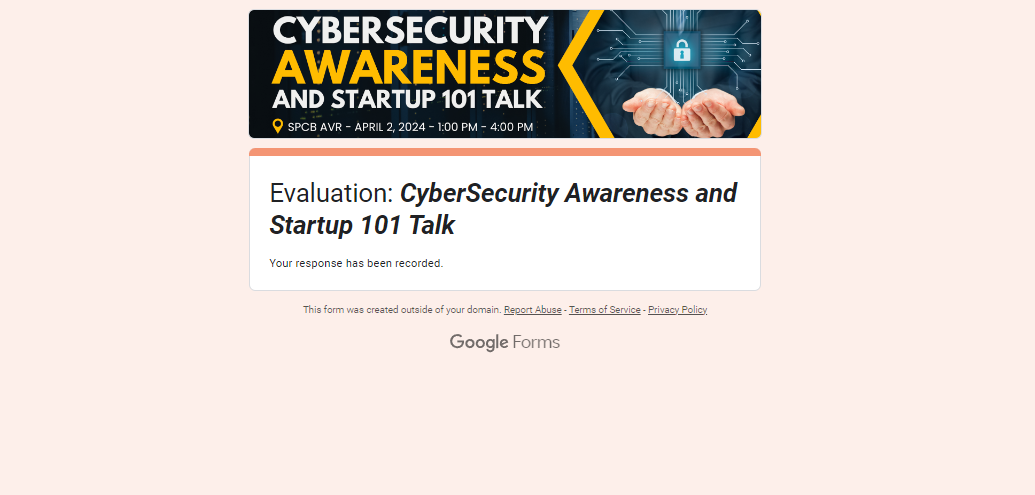 CYBERSECURITY
AWARENESS
AND STARTUP 101 TALK
SPCB AVR - APRIL 2, 2024 - 1:00 PM - 4:00 PM
Evaluation: CyberSecurity Awareness and
Startup 101 Talk
Your response has been recorded.
This form was created outside of your domain. Report Abuse - Terms of Service - Privacy Policy
Google Forms